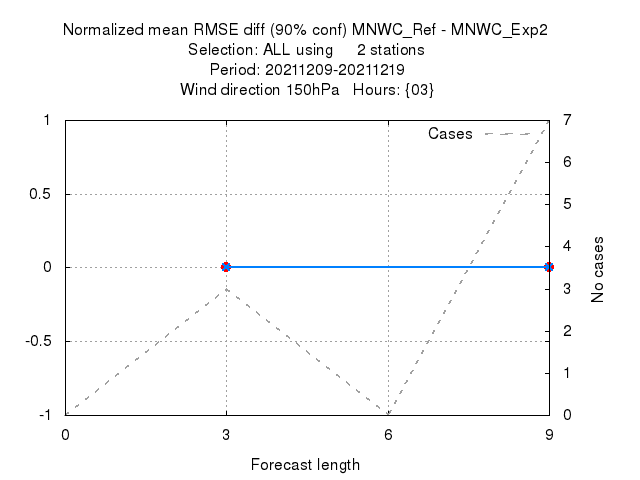 Normalized mean RMSE diff (90% conf) MNWC_Ref - MNWC_Exp2
Selection: ALL using 2 stations
Period: 20211209-20211219
Wind direction 150hPa Hours: {03}
Cases
1
0.5
0
-0.5
-1
7
6
5
4
3
2
1
0
No cases
0 3 6 9
Forecast length